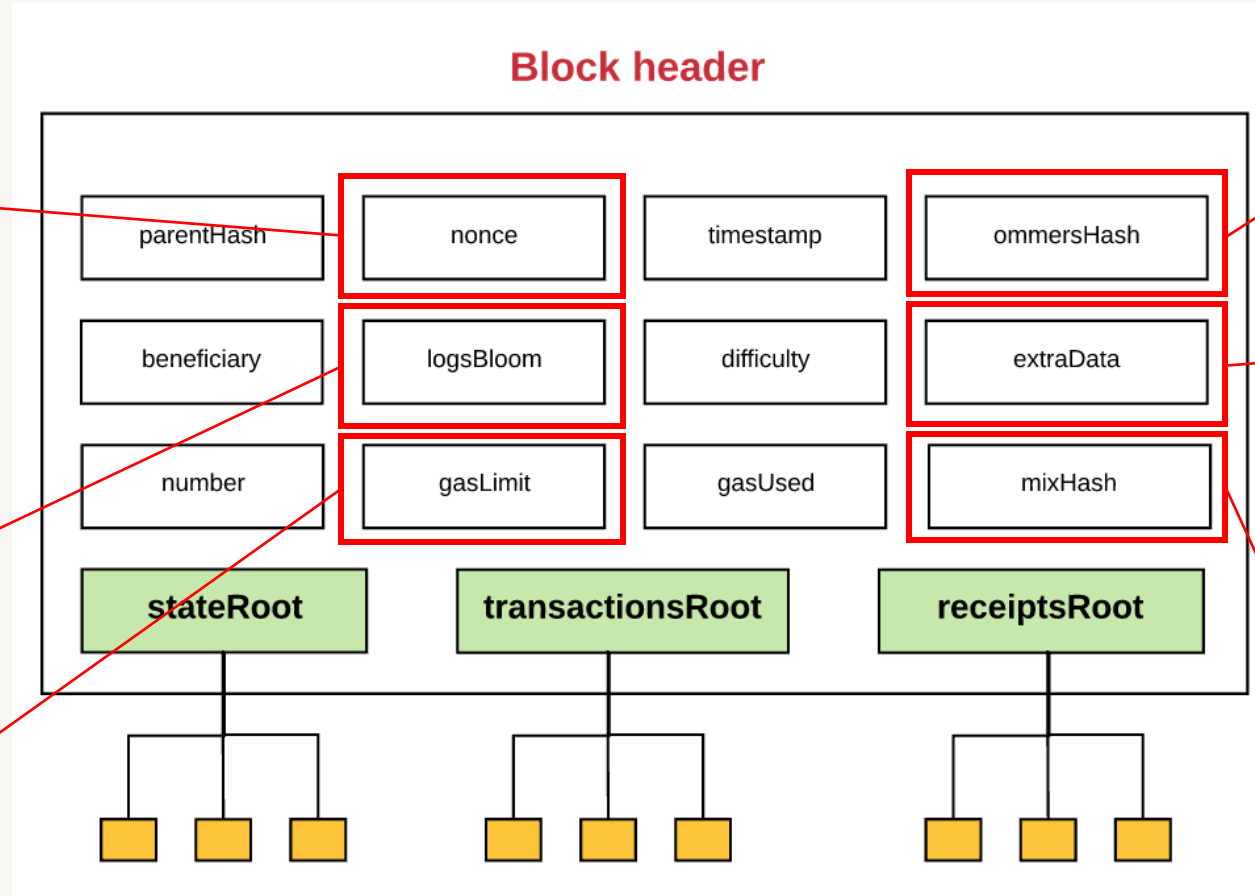 Block header
parentHash
nonce
timestamp
ommersHash
beneficiary
logsBloom
difficulty
extraData
number
gasLimit
gasUsed
mixHash
stateRoot
transactionsRoot
receiptsRoot